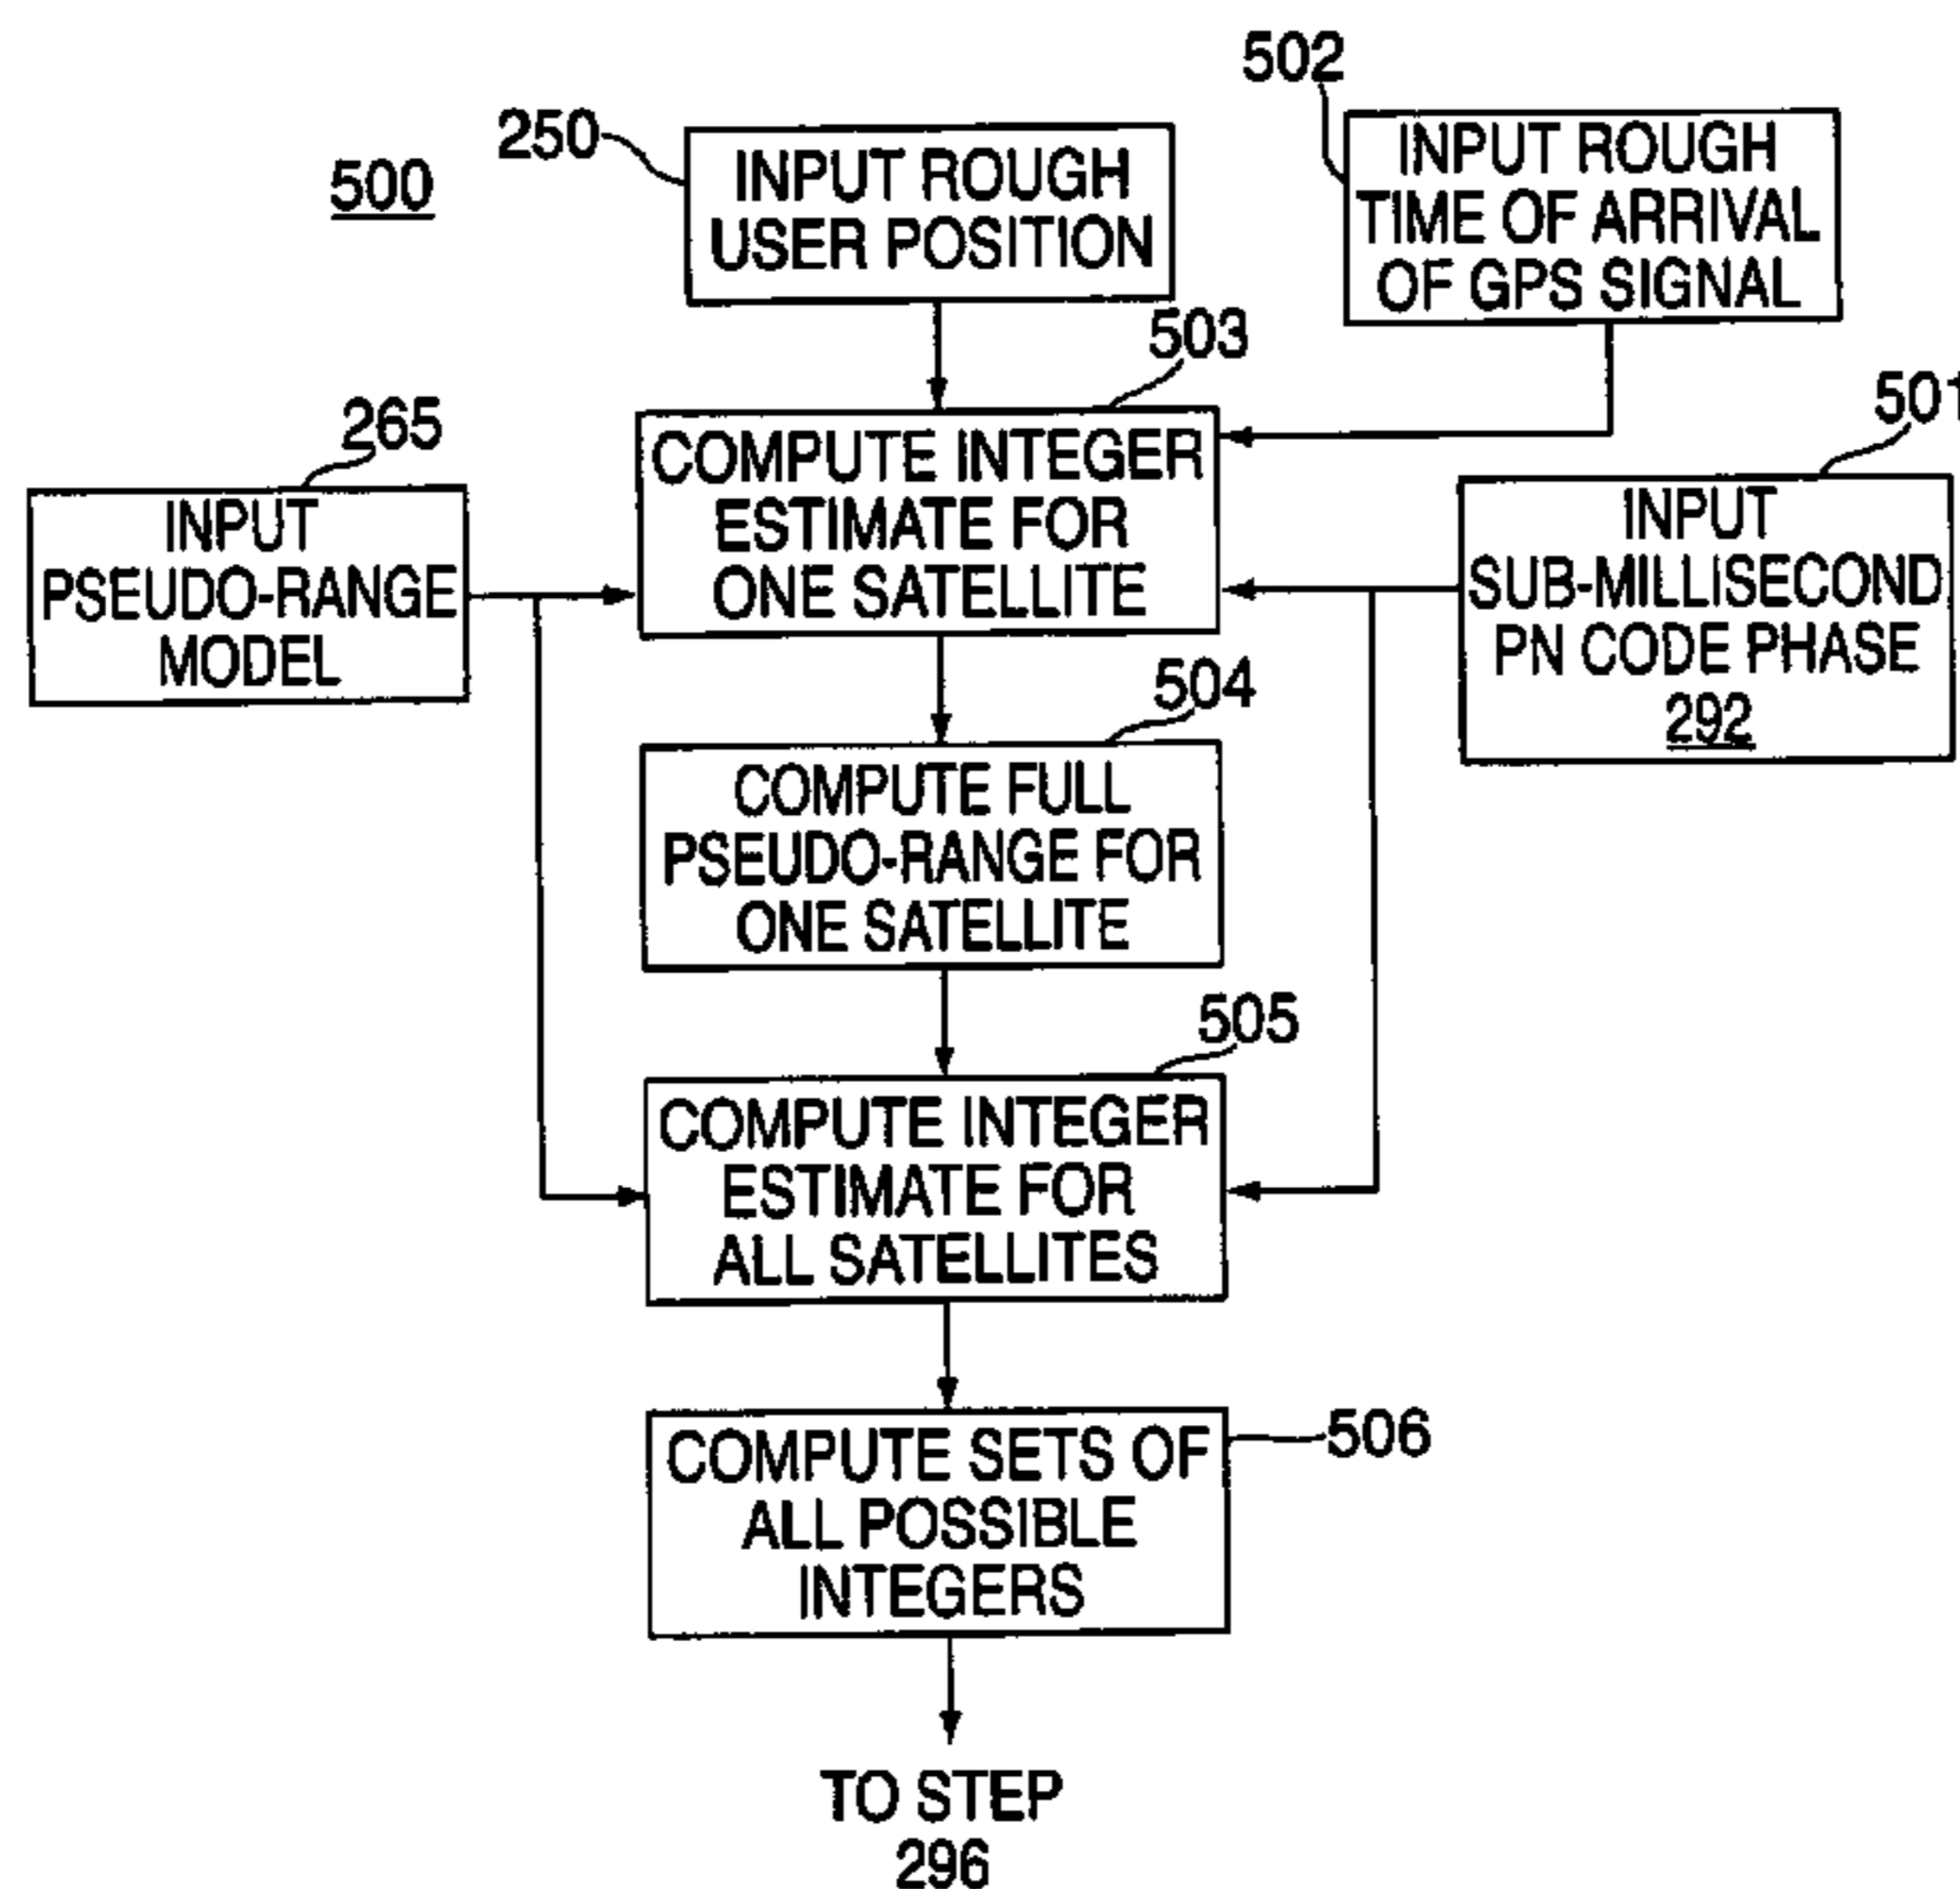 500
250
INPUT ROUGH
USER POSITION
502
INPUT ROUGH
TIME OF ARRIVAL
OF GPS SIGNAL
265
INPUT
PSEUDO-RANGE
MODEL
503
COMPUTE INTEGER
ESTIMATE FOR
ONE SATELLITE
501
INPUT
SUB-MILLISECOND
PN CODE PHASE
292
504
COMPUTE FULL
PSEUDO-RANGE FOR
ONE SATELLITE
505
COMPUTE INTEGER
ESTIMATE FOR
ALL SATELLITES
506
COMPUTE SETS OF
ALL POSSIBLE
INTEGERS
TO STEP
296